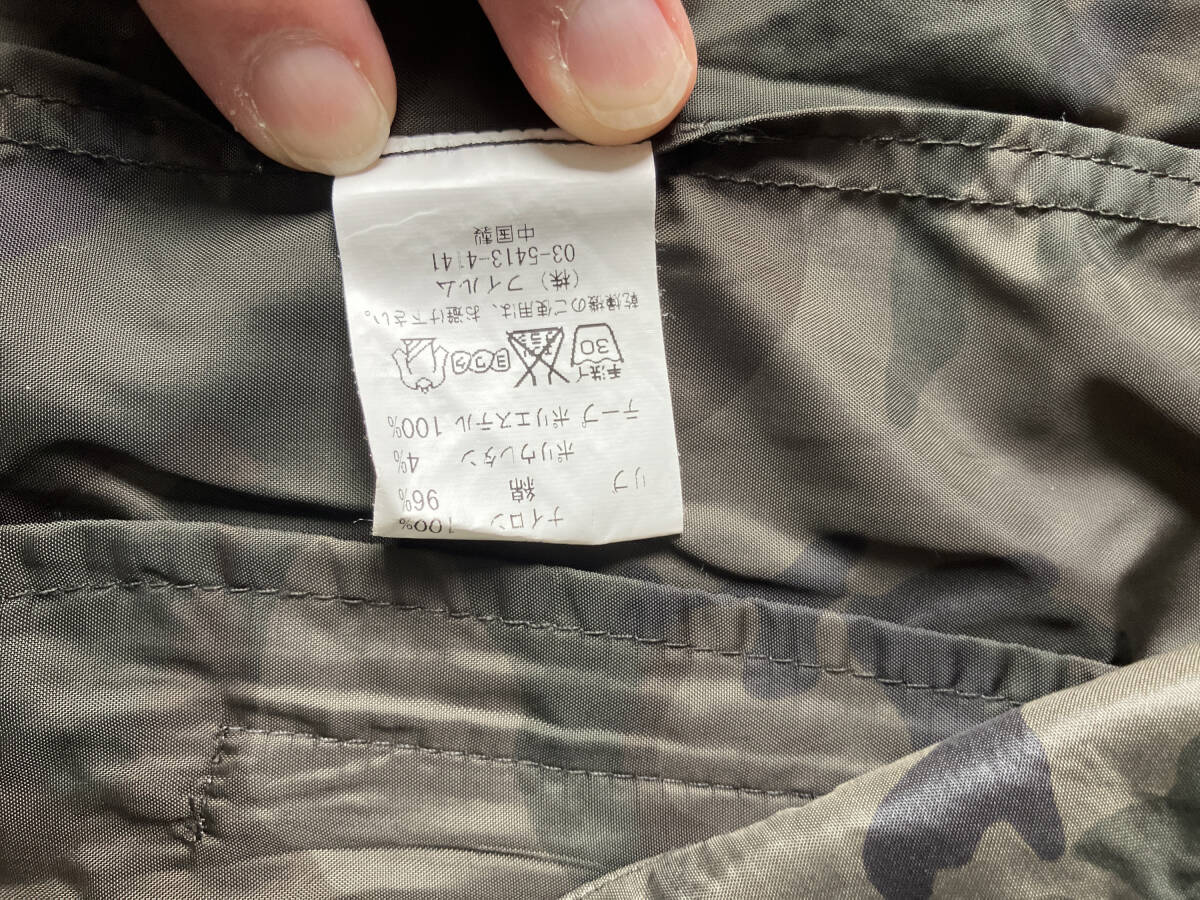 ナイロン 100%
リブ 綿 96%
ポリウレタン 4%
テープ ポリエステル 100%
手洗イ 30 ヨワク
乾燥機のご使用は、お避け下さい。
(株) フイルム
03-5413-4141
中国製